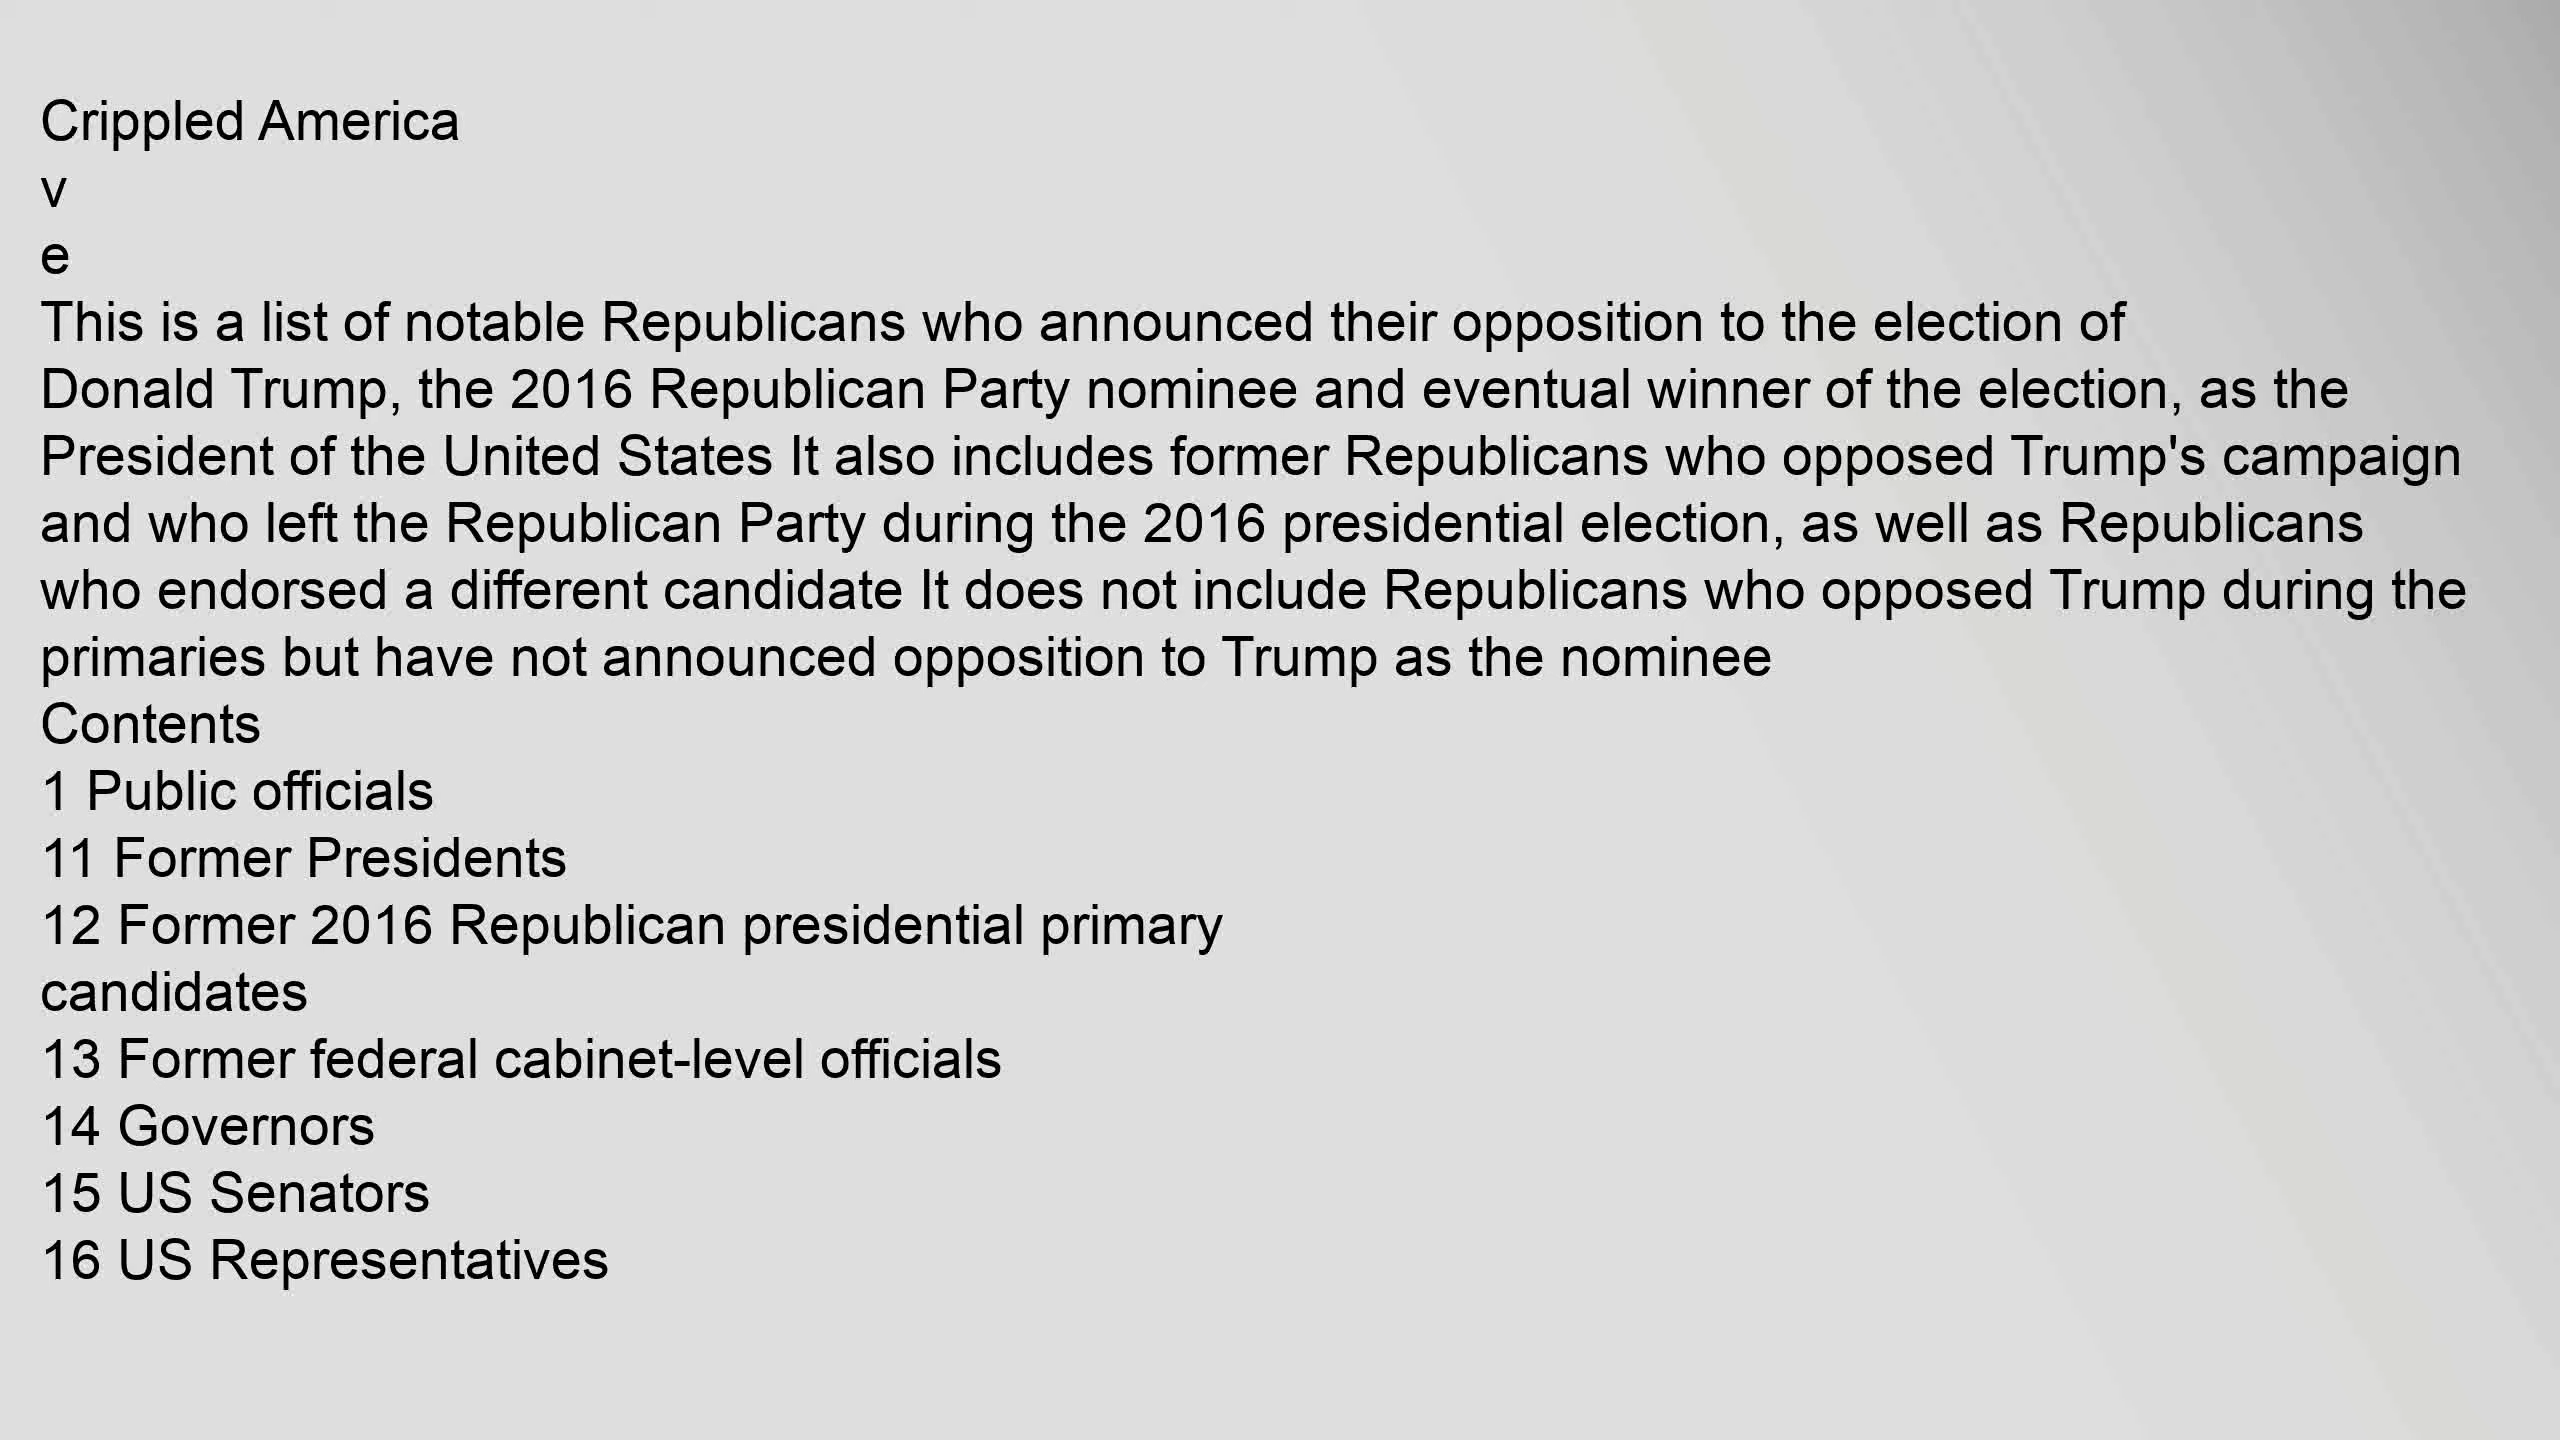 Crippled America
v
e
This is a list of notable Republicans who announced their opposition to the election of
Donald Trump, the 2016 Republican Party nominee and eventual winner of the election, as the
President of the United States It also includes former Republicans who opposed Trump's campaign
and who left the Republican Party during the 2016 presidential election, as well as Republicans
who endorsed a different candidate It does not include Republicans who opposed Trump during the
primaries but have not announced opposition to Trump as the nominee
Contents
1 Public officials
11 Former Presidents
12 Former 2016 Republican presidential primary
candidates
13 Former federal cabinet-level officials
14 Governors
15 US Senators
16 US Representatives